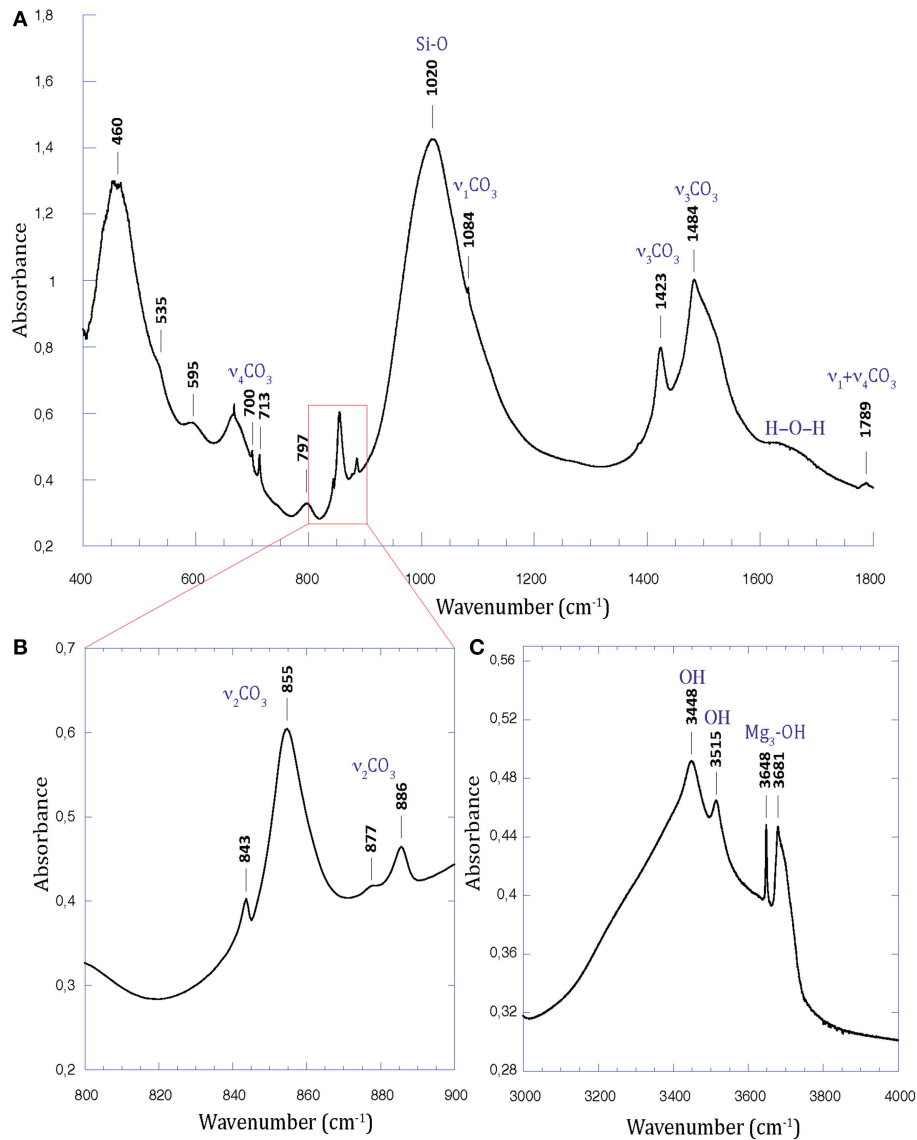 A
1,8
1,6
1,4
1,2
1
0,8
0,6
0,4
0,2
Absorbance
460
535
595
ν4CO3
700
713
797
Si-O
1020
ν1CO3
1084
ν3CO3
1423
ν3CO3
1484
H–O–H
ν1+ν4CO3
1789
400 600 800 1000 1200 1400 1600 1800
Wavenumber (cm-1)
B
0,7
0,6
0,5
0,4
0,3
0,2
Absorbance
843
ν2CO3
855
ν2CO3
877
886
800 820 840 860 880 900
Wavenumber (cm-1)
C
0,56
0,52
0,48
0,44
0,4
0,36
0,32
0,28
Absorbance
OH
3448
OH
3515
Mg3-OH
3648
3681
3000 3200 3400 3600 3800 4000
Wavenumber (cm-1)